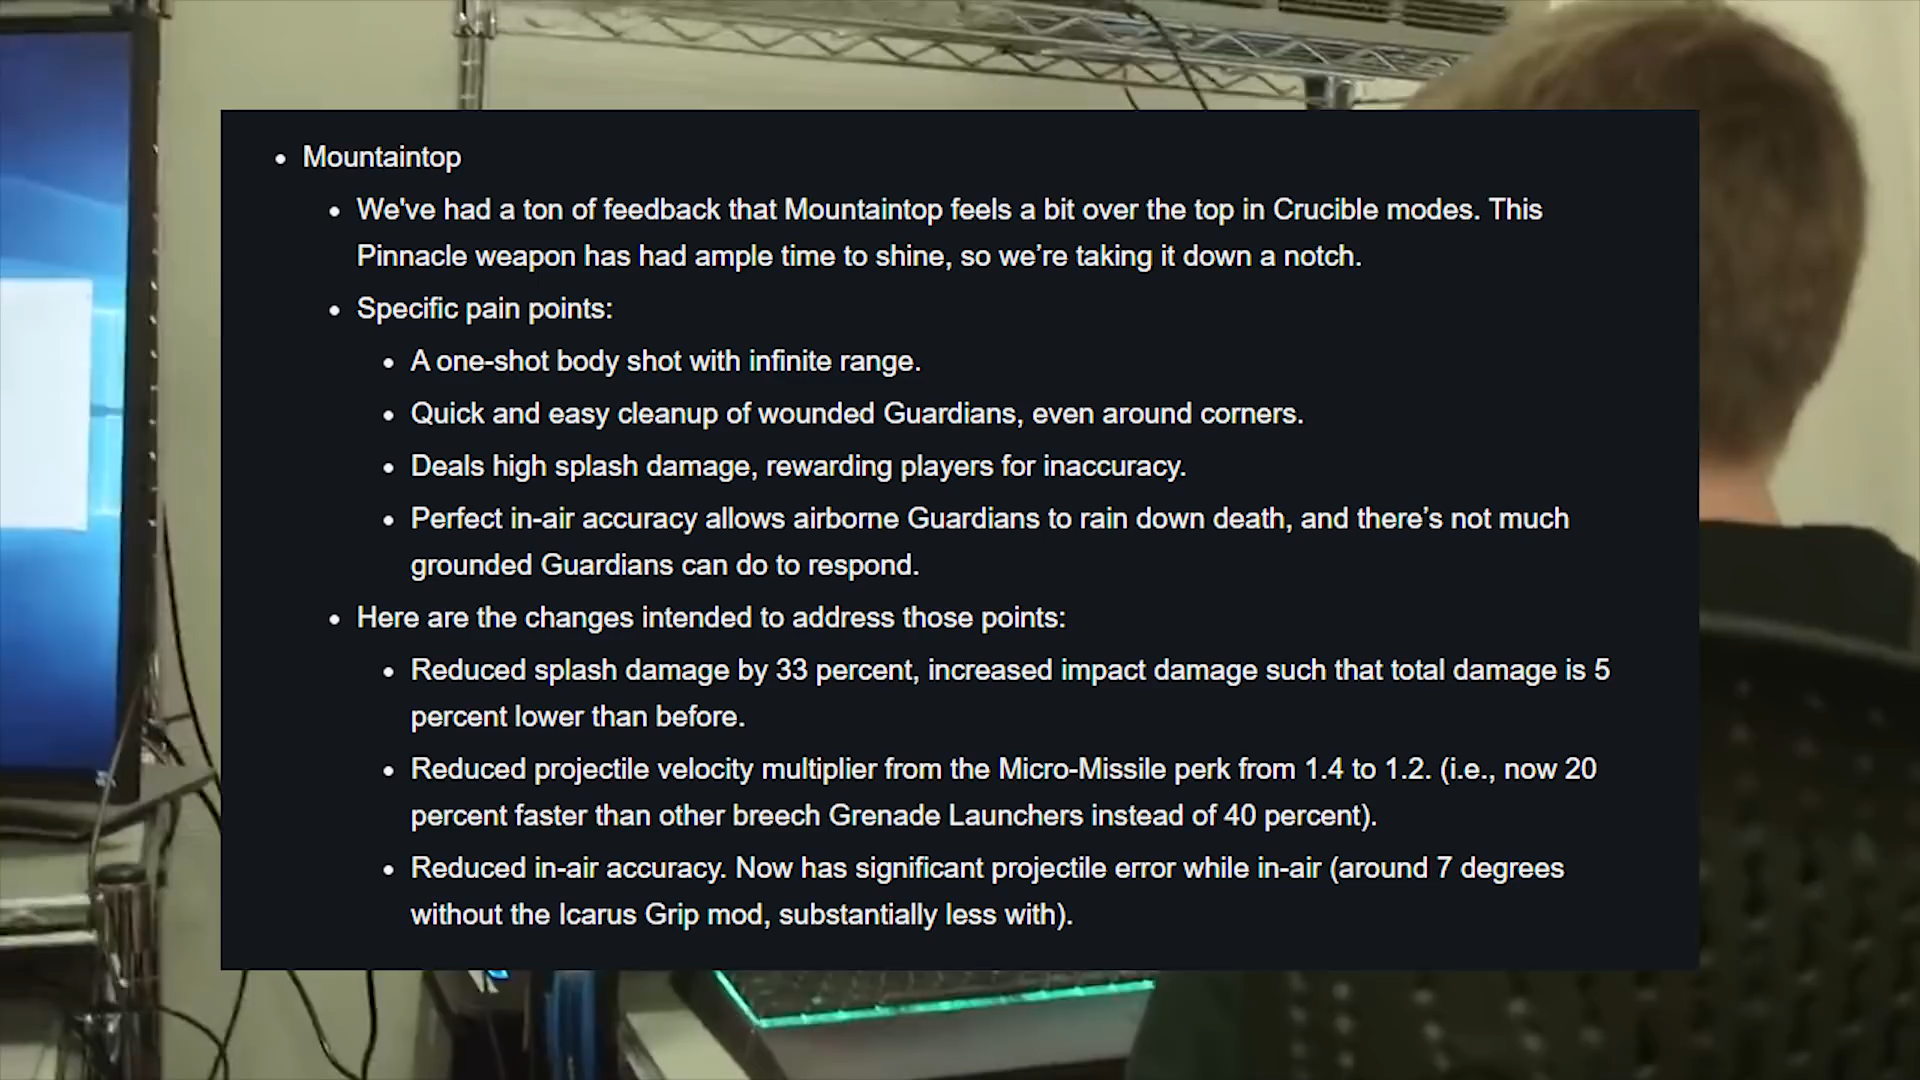 Mountaintop
We've had a ton of feedback that Mountaintop feels a bit over the top in Crucible modes. This
Pinnacle weapon has had ample time to shine, so we’re taking it down a notch.
Specific pain points:
A one-shot body shot with infinite range.
Quick and easy cleanup of wounded Guardians, even around corners.
Deals high splash damage, rewarding players for inaccuracy.
Perfect in-air accuracy allows airborne Guardians to rain down death, and there’s not much
grounded Guardians can do to respond.
Here are the changes intended to address those points:
Reduced splash damage by 33 percent, increased impact damage such that total damage is 5
percent lower than before.
Reduced projectile velocity multiplier from the Micro-Missile perk from 1.4 to 1.2. (i.e., now 20
percent faster than other breech Grenade Launchers instead of 40 percent).
Reduced in-air accuracy. Now has significant projectile error while in-air (around 7 degrees
without the Icarus Grip mod, substantially less with).